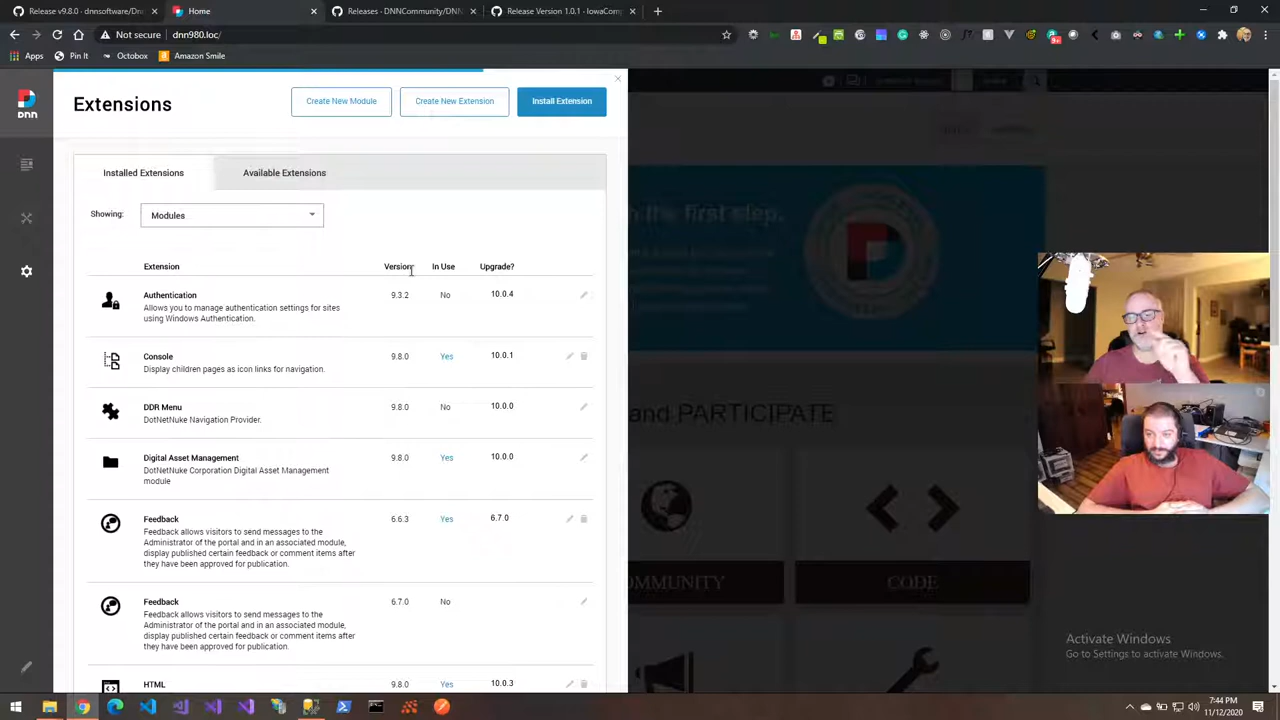 Release v9.8.0 - dnnsoftware/Dn
Home
Releases - DNNCommunity/DNN
Release Version 1.0.1 - IowaComp
Not secure
dnn980.loc/
Apps
Pin It
Octobox
Amazon Smile
DNN
Extensions
Create New Module
Create New Extension
Install Extension
Installed Extensions
Available Extensions
Showing:
Modules
Extension
Version
In Use
Upgrade?
Authentication
9.3.2
No
10.0.4
Allows you to manage authentication settings for sites
using Windows Authentication.
Console
9.8.0
Yes
10.0.1
Display children pages as icon links for navigation.
DDR Menu
9.8.0
No
10.0.0
DotNetNuke Navigation Provider.
Digital Asset Management
9.8.0
Yes
10.0.0
DotNetNuke Corporation Digital Asset Management
module
Feedback
6.6.3
Yes
6.7.0
Feedback allows visitors to send messages to the
Administrator of the portal and in an associated module,
display published certain feedback or comment items after
they have been approved for publication.
Feedback
6.7.0
No
Feedback allows visitors to send messages to the
Administrator of the portal and in an associated module,
display published certain feedback or comment items after
they have been approved for publication.
HTML
9.8.0
Yes
10.0.3
the first step.
and PARTICIPATE
OMMUNITY
CODE
Activate Windows
Go to Settings to activate Windows.
7:44 PM
11/12/2020